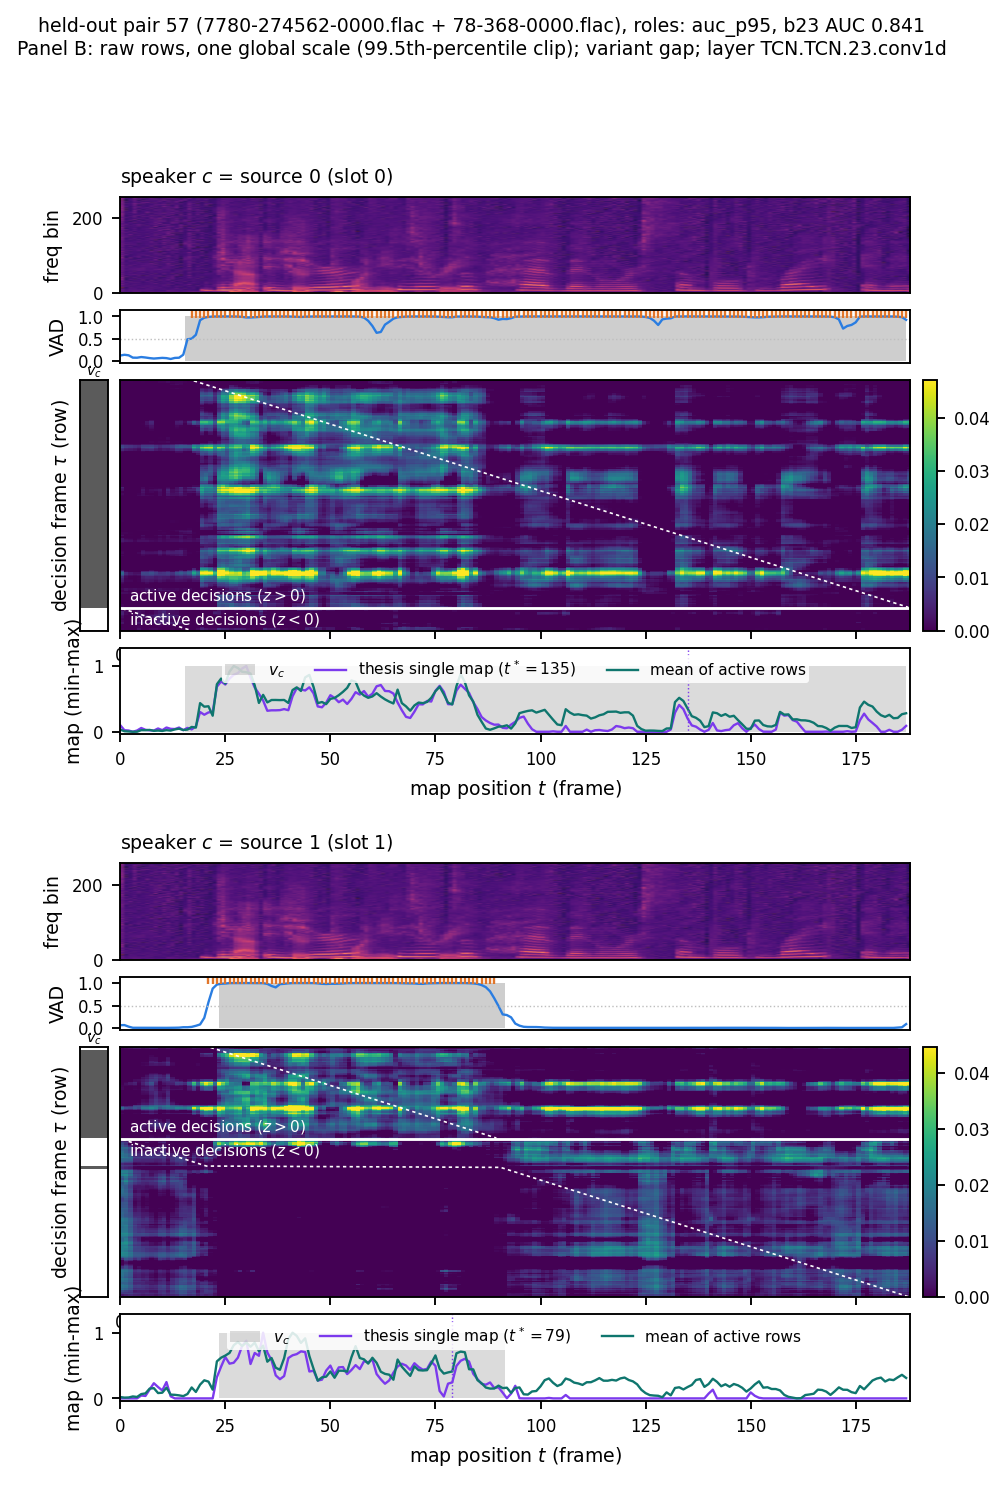 held-out pair 57 (7780-274562-0000.flac + 78-368-0000.flac), roles: auc_p95, b23 AUC 0.841
Panel B: raw rows, one global scale (99.5th-percentile clip); variant gap; layer TCN.TCN.23.conv1d
speaker c = source 0 (slot 0)
freq bin
200
0
VAD
1.0
0.5
0.0
v_c
decision frame τ (row)
active decisions (z > 0)
inactive decisions (z < 0)
0.04
0.03
0.02
0.01
0.00
map (min-max)
1
0
v_c
thesis single map (t* = 135)
mean of active rows
0 25 50 75 100 125 150 175
map position t (frame)
speaker c = source 1 (slot 1)
freq bin
200
0
VAD
1.0
0.5
0.0
v_c
decision frame τ (row)
active decisions (z > 0)
inactive decisions (z < 0)
0.04
0.03
0.02
0.01
0.00
map (min-max)
1
0
v_c
thesis single map (t* = 79)
mean of active rows
0 25 50 75 100 125 150 175
map position t (frame)